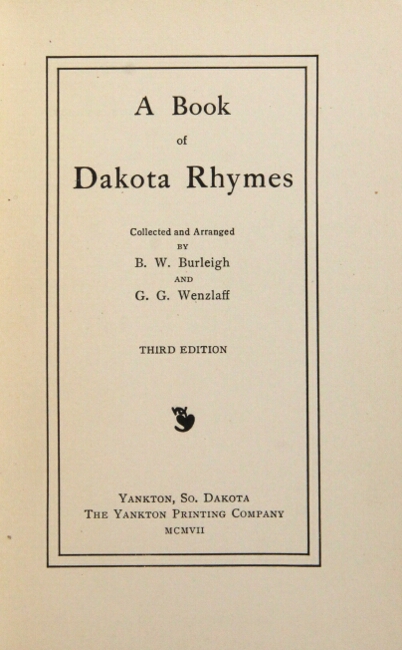 A Book
of
Dakota Rhymes
Collected and Arranged
BY
B. W. Burleigh
AND
G. G. Wenzlaff
THIRD EDITION
YANKTON, SO. DAKOTA
THE YANKTON PRINTING COMPANY
MCMVII